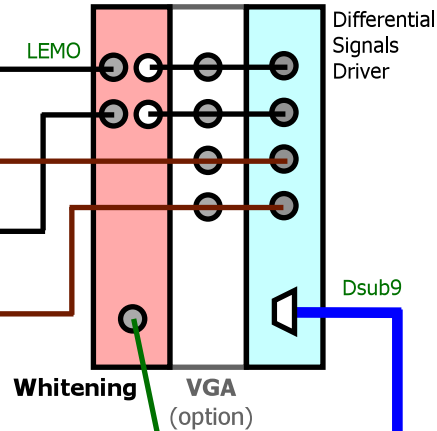 LEMO
Differential
Signals
Driver
Dsub9
Whitening
VGA
(option)